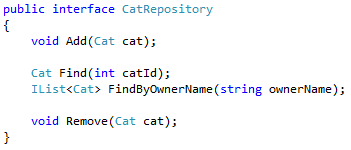 public interface CatRepository
{
    void Add(Cat cat);

    Cat Find(int catId);
    IList<Cat> FindByOwnerName(string ownerName);

    void Remove(Cat cat);
}